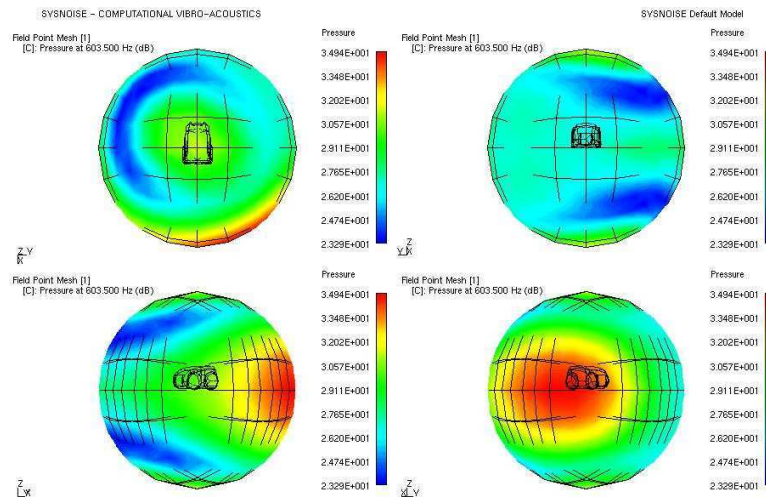 SYSNOISE - COMPUTATIONAL VIBRO-ACOUSTICS
SYSNOISE Default Model
Field Point Mesh [1]
[C]: Pressure at 603.500 Hz (dB)
Pressure
3.494E+001
3.348E+001
3.202E+001
3.057E+001
2.911E+001
2.765E+001
2.620E+001
2.474E+001
2.329E+001
Field Point Mesh [1]
[C]: Pressure at 603.500 Hz (dB)
Pressure
3.494E+001
3.348E+001
3.202E+001
3.057E+001
2.911E+001
2.765E+001
2.620E+001
2.474E+001
2.329E+001
Z Y
X
Z
Y X
Field Point Mesh [1]
[C]: Pressure at 603.500 Hz (dB)
Pressure
3.494E+001
3.348E+001
3.202E+001
3.057E+001
2.911E+001
2.765E+001
2.620E+001
2.474E+001
2.329E+001
Field Point Mesh [1]
[C]: Pressure at 603.500 Hz (dB)
Pressure
3.494E+001
3.348E+001
3.202E+001
3.057E+001
2.911E+001
2.765E+001
2.620E+001
2.474E+001
2.329E+001
Z
Z
X Y